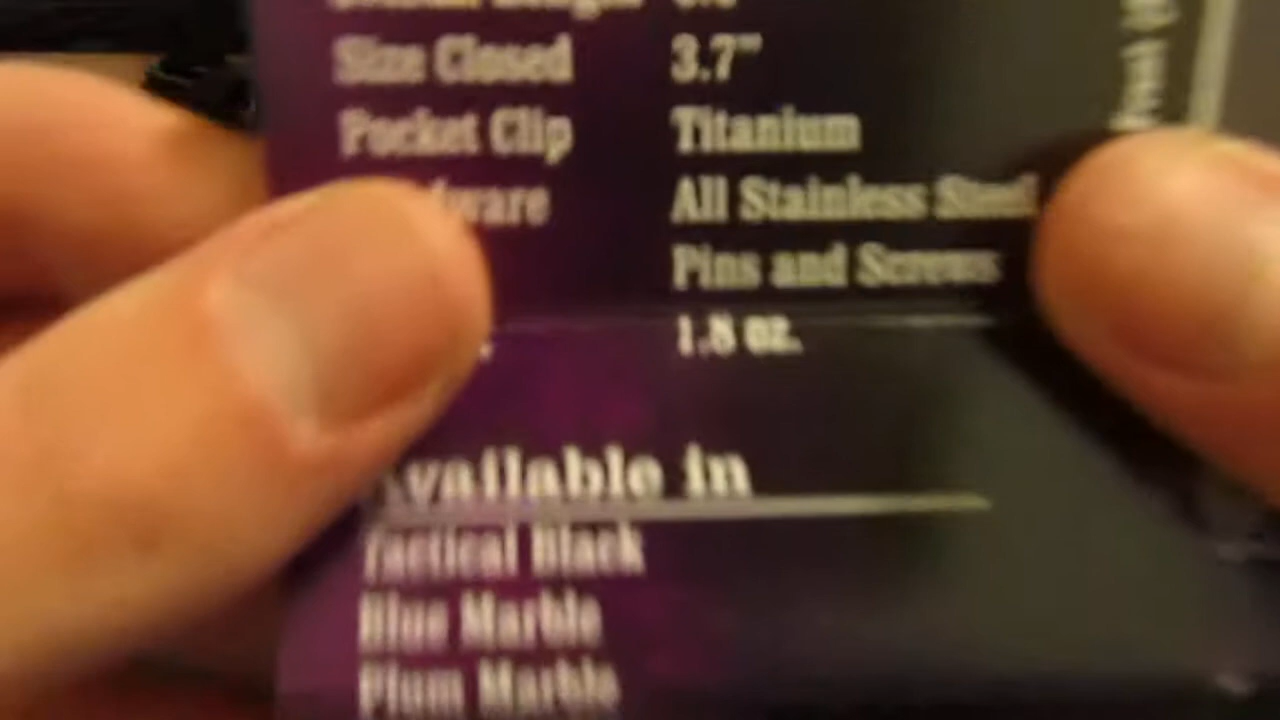 Size Closed 3.7"
Pocket Clip Titanium
All Stainless Steel
Pins and Screws
1.8 oz.
Available in
Tactical Black
Blue Marble
Plum Marble